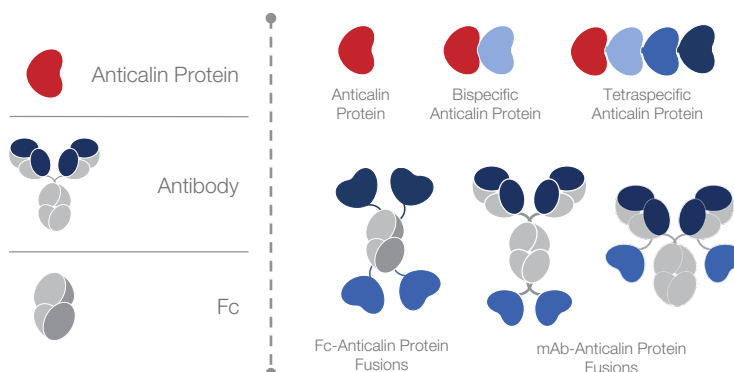 Anticalin Protein
Antibody
Fc
Anticalin
Protein
Bispecific
Anticalin Protein
Tetraspecific
Anticalin Protein
Fc-Anticalin Protein
Fusions
mAb-Anticalin Protein
Fusions